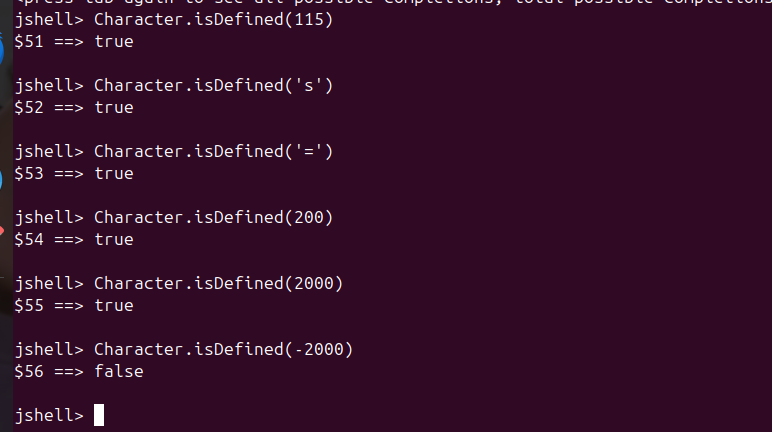 jshell> Character.isDefined(115)
$51 ==> true
jshell> Character.isDefined('s')
$52 ==> true
jshell> Character.isDefined('=')
$53 ==> true
jshell> Character.isDefined(200)
$54 ==> true
jshell> Character.isDefined(2000)
$55 ==> true
jshell> Character.isDefined(-2000)
$56 ==> false
jshell>